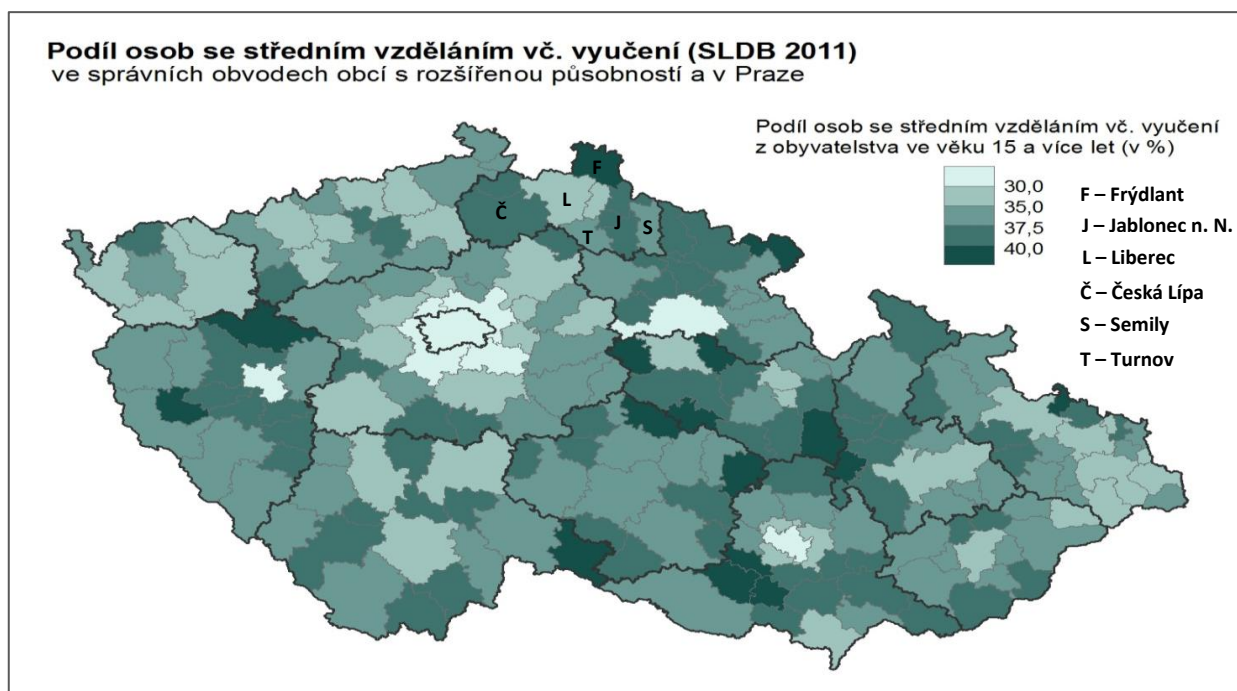 Podíl osob se středním vzděláním vč. vyučení (SLDB 2011)
ve správních obvodech obcí s rozšířenou působností a v Praze
Podíl osob se středním vzděláním vč. vyučení
z obyvatelstva ve věku 15 a více let (v %)
30,0
35,0
37,5
40,0
F – Frýdlant
J – Jablonec n. N.
L – Liberec
Č – Česká Lípa
S – Semily
T – Turnov
F
L
Č
J
S
T